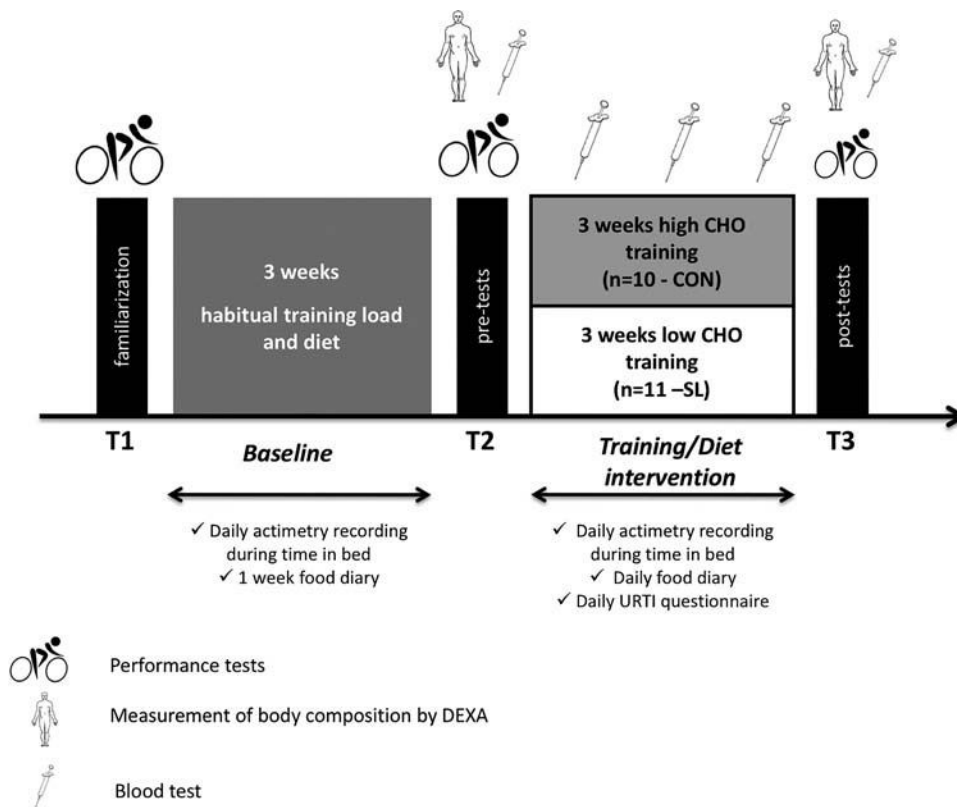 familiarization
3 weeks
habitual training load
and diet
pre-tests
3 weeks high CHO
training
(n=10 - CON)
3 weeks low CHO
training
(n=11 –SL)
post-tests
T1
Baseline
T2
Training/Diet
intervention
T3
✓ Daily actimetry recording
during time in bed
✓ 1 week food diary
✓ Daily actimetry recording
during time in bed
✓ Daily food diary
✓ Daily URTI questionnaire
Performance tests
Measurement of body composition by DEXA
Blood test